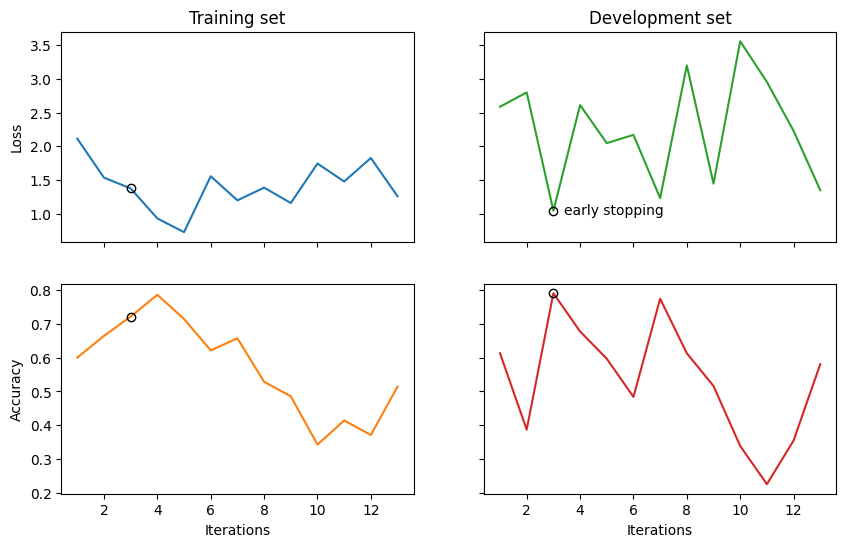 Training set
Development set
3.5
3.0
2.5
2.0
1.5
1.0
Loss
early stopping
0.8
0.7
0.6
0.5
0.4
0.3
0.2
Accuracy
2 4 6 8 10 12
2 4 6 8 10 12
Iterations
Iterations